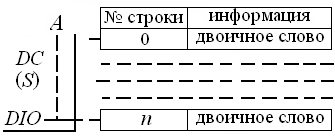 A
№ строки информация
0 двоичное слово
DC
(S)
DIO n двоичное слово